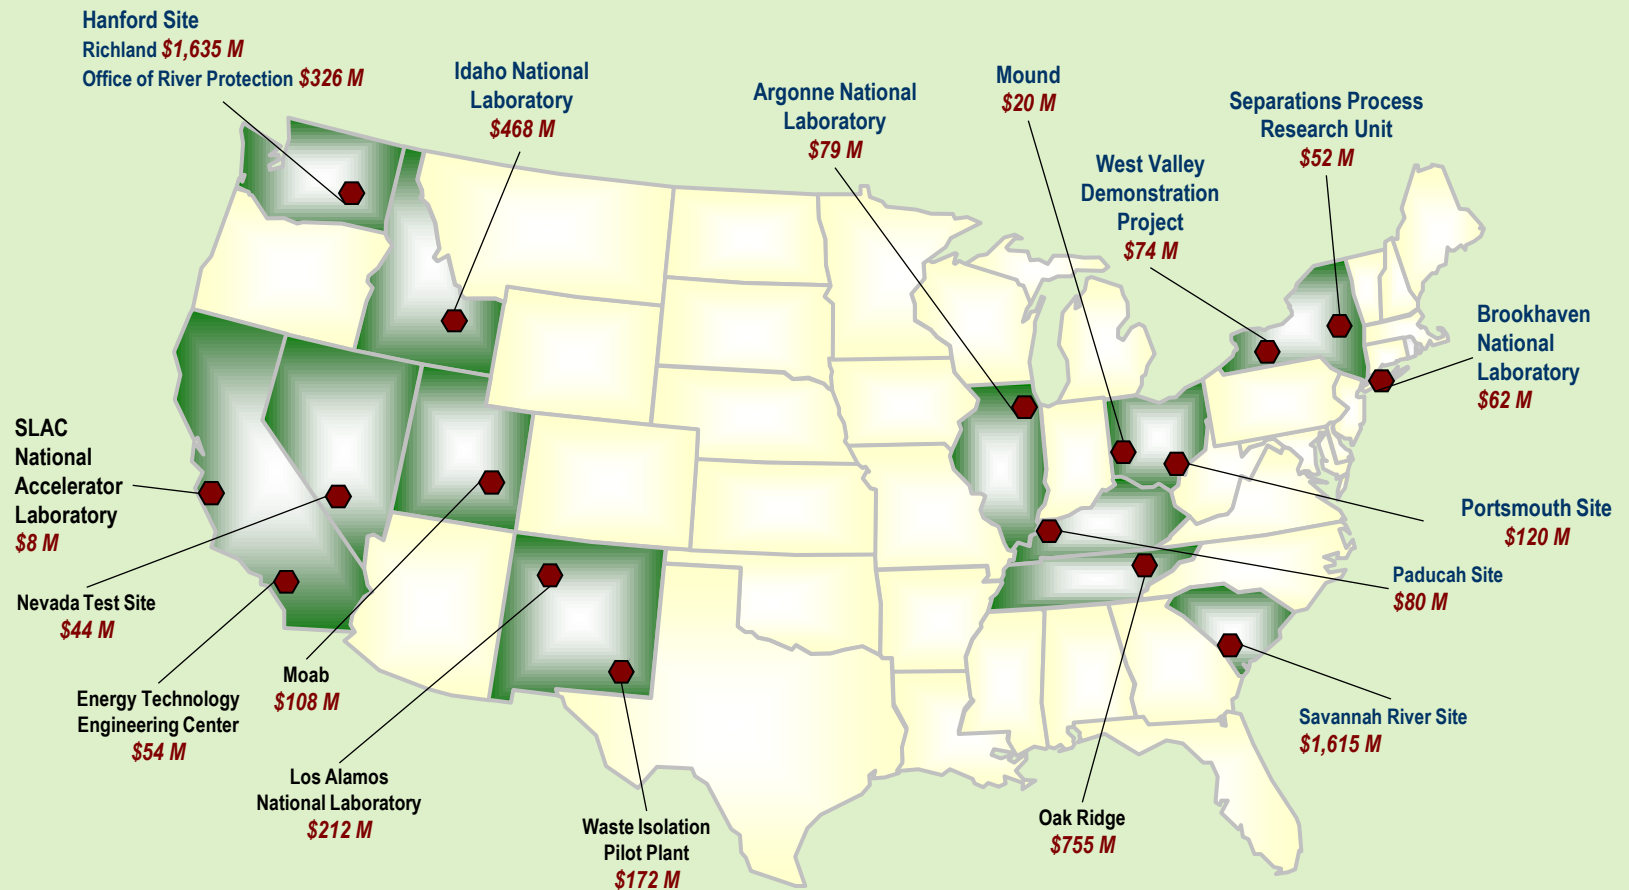 Hanford Site
Richland $1,635 M
Office of River Protection $326 M
Idaho National
Laboratory
$468 M
Argonne National
Laboratory
$79 M
Mound
$20 M
West Valley
Demonstration
Project
$74 M
Separations Process
Research Unit
$52 M
Brookhaven
National
Laboratory
$62 M
SLAC
National
Accelerator
Laboratory
$8 M
Nevada Test Site
$44 M
Energy Technology
Engineering Center
$54 M
Moab
$108 M
Los Alamos
National Laboratory
$212 M
Waste Isolation
Pilot Plant
$172 M
Oak Ridge
$755 M
Savannah River Site
$1,615 M
Paducah Site
$80 M
Portsmouth Site
$120 M